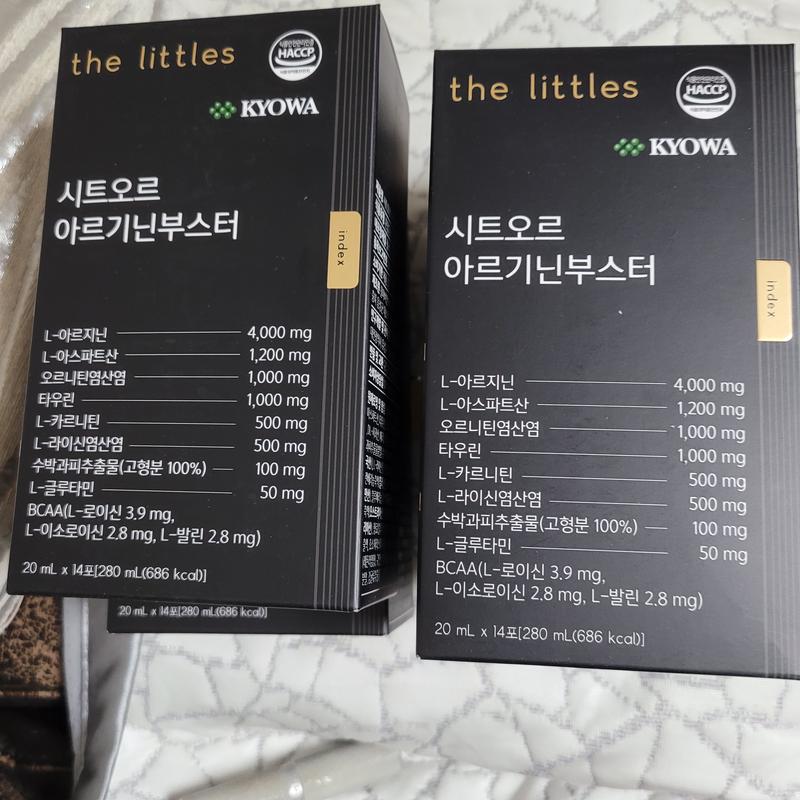 the littles
HACCP
KYOWA
시트오르
아르기닌부스터
index
L-아르지닌 4,000 mg
L-아스파트산 1,200 mg
오르니틴염산염 1,000 mg
타우린 1,000 mg
L-카르니틴 500 mg
L-라이신염산염 500 mg
수박과피추출물(고형분 100%) 100 mg
L-글루타민 50 mg
BCAA(L-로이신 3.9 mg,
L-이소로이신 2.8 mg, L-발린 2.8 mg)
20 mL x 14포[280 mL(686 kcal)]
20 mL x 14포[280 mL(686 kcal)]
the littles
HACCP
KYOWA
시트오르
아르기닌부스터
index
L-아르지닌 4,000 mg
L-아스파트산 1,200 mg
오르니틴염산염 1,000 mg
타우린 1,000 mg
L-카르니틴 500 mg
L-라이신염산염 500 mg
수박과피추출물(고형분 100%) 100 mg
L-글루타민 50 mg
BCAA(L-로이신 3.9 mg,
L-이소로이신 2.8 mg, L-발린 2.8 mg)
20 mL x 14포[280 mL(686 kcal)]